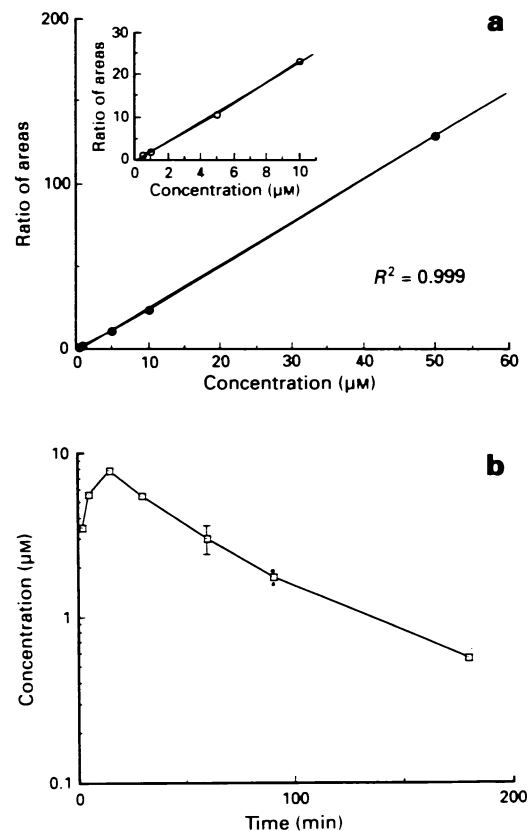 a
200
100
0
Ratio of areas
30
20
10
0
Ratio of areas
0 2 4 6 8 10
Concentration (µM)
R² = 0.999
0 10 20 30 40 50 60
Concentration (µM)
b
10
1
0.1
Concentration (µM)
0 100 200
Time (min)